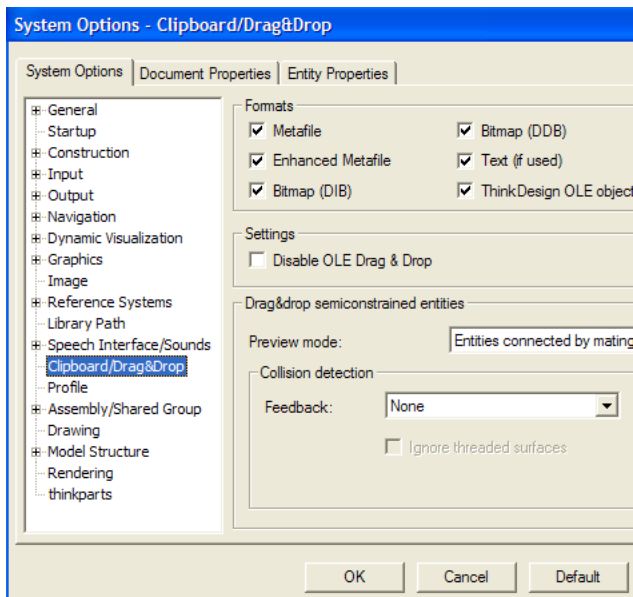 System Options - Clipboard/Drag&Drop
System Options
Document Properties
Entity Properties
General
Startup
Construction
Input
Output
Navigation
Dynamic Visualization
Graphics
Image
Reference Systems
Library Path
Speech Interface/Sounds
Clipboard/Drag&Drop
Profile
Assembly/Shared Group
Drawing
Model Structure
Rendering
thinkparts
Formats
Metafile
Bitmap (DDB)
Enhanced Metafile
Text (if used)
Bitmap (DIB)
ThinkDesign OLE object
Settings
Disable OLE Drag & Drop
Drag&drop semiconstrained entities
Preview mode:
Entities connected by mating
Collision detection
Feedback:
None
Ignore threaded surfaces
OK
Cancel
Default